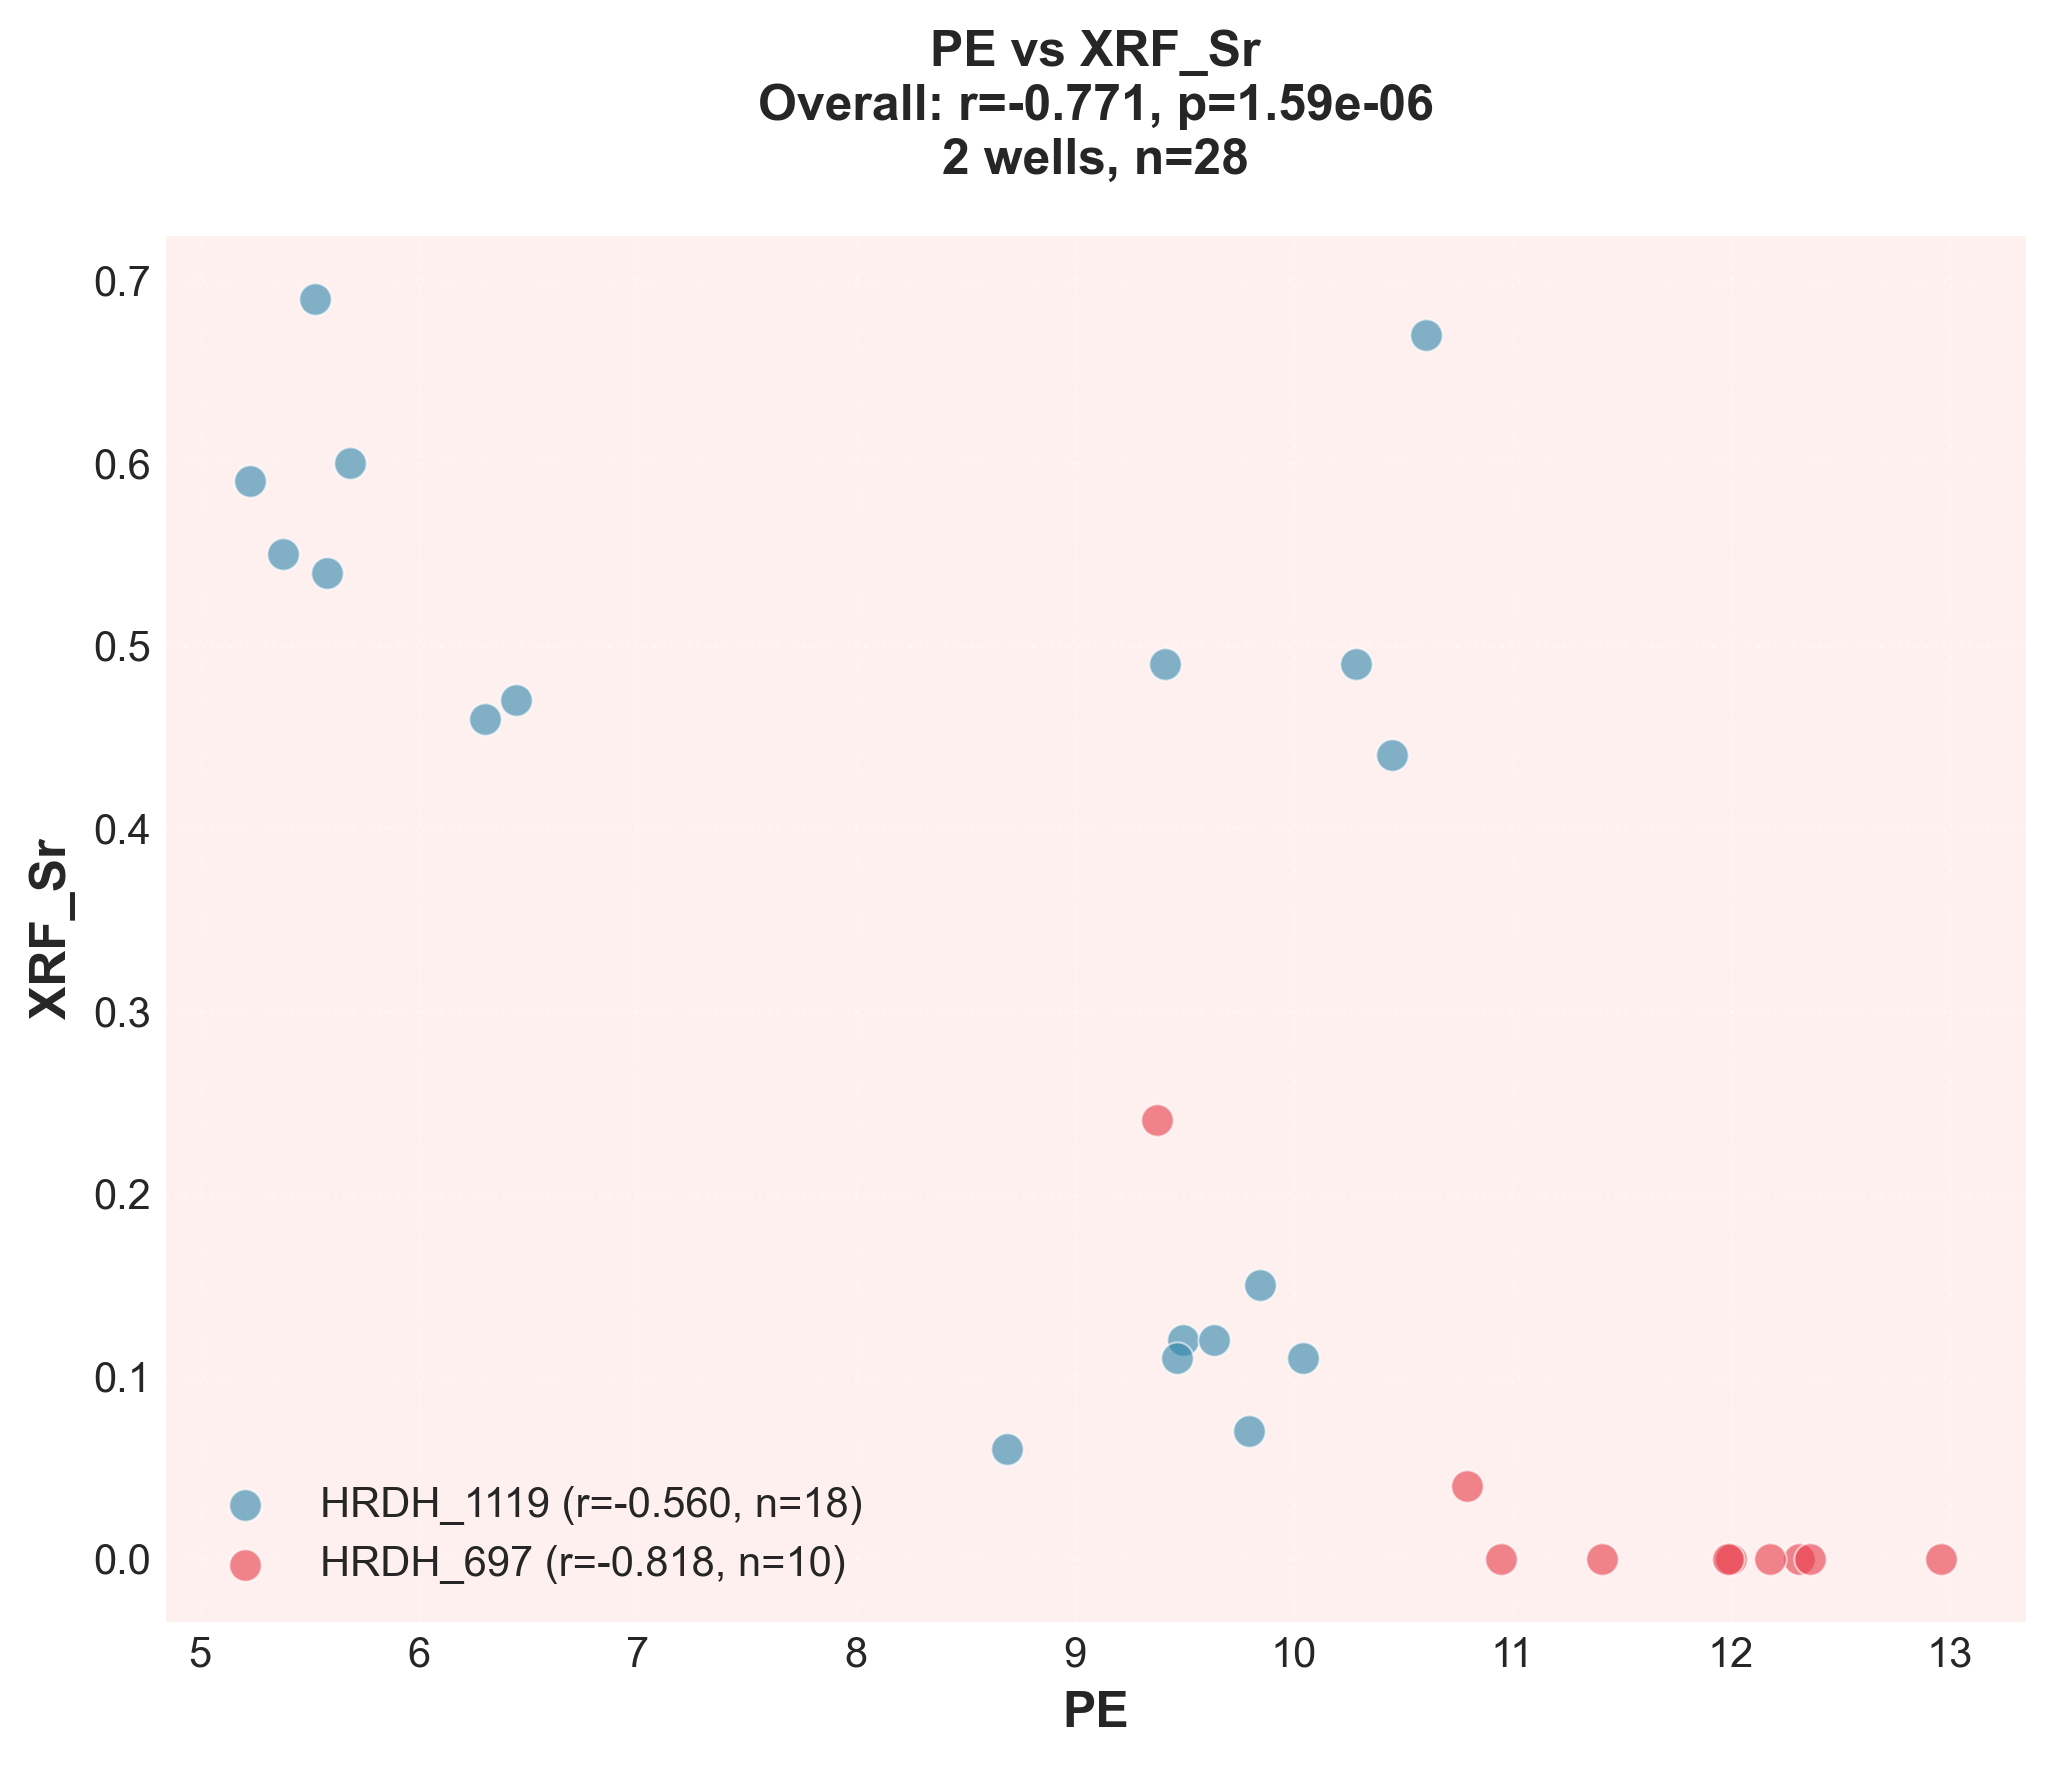 PE vs XRF_Sr
Overall: r=-0.771, p=1.59e-06
2 wells, n=28
XRF_Sr
0.7
0.6
0.5
0.4
0.3
0.2
0.1
0.0
HRDH_1119 (r=-0.560, n=18)
HRDH_697 (r=-0.818, n=10)
5 6 7 8 9 10 11 12 13
PE